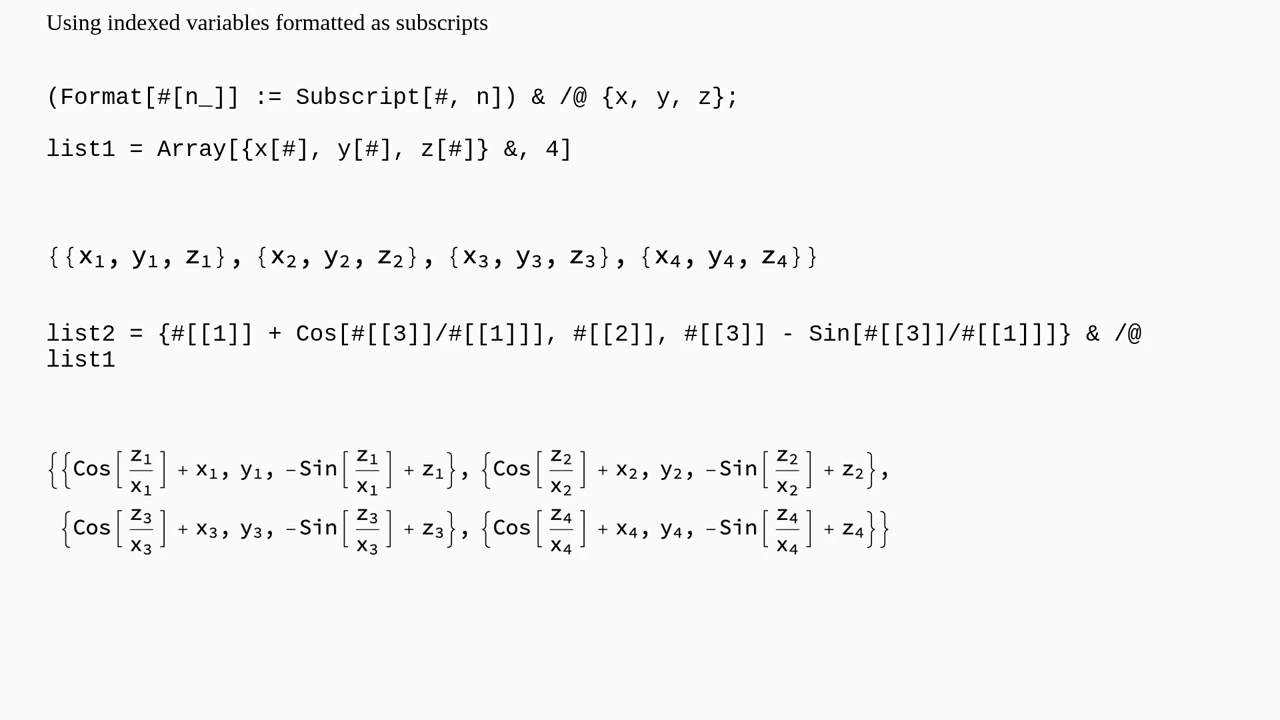 Using indexed variables formatted as subscripts
(Format[#[n_]] := Subscript[#, n]) & /@ {x, y, z};
list1 = Array[{x[#], y[#], z[#]} &, 4]
{{x₁, y₁, z₁}, {x₂, y₂, z₂}, {x₃, y₃, z₃}, {x₄, y₄, z₄}}
list2 = {#[[1]] + Cos[#[[3]]/#[[1]]], #[[2]], #[[3]] - Sin[#[[3]]/#[[1]]]} & /@
list1
{{Cos[z₁/x₁] + x₁, y₁, -Sin[z₁/x₁] + z₁}, {Cos[z₂/x₂] + x₂, y₂, -Sin[z₂/x₂] + z₂},
{Cos[z₃/x₃] + x₃, y₃, -Sin[z₃/x₃] + z₃}, {Cos[z₄/x₄] + x₄, y₄, -Sin[z₄/x₄] + z₄}}